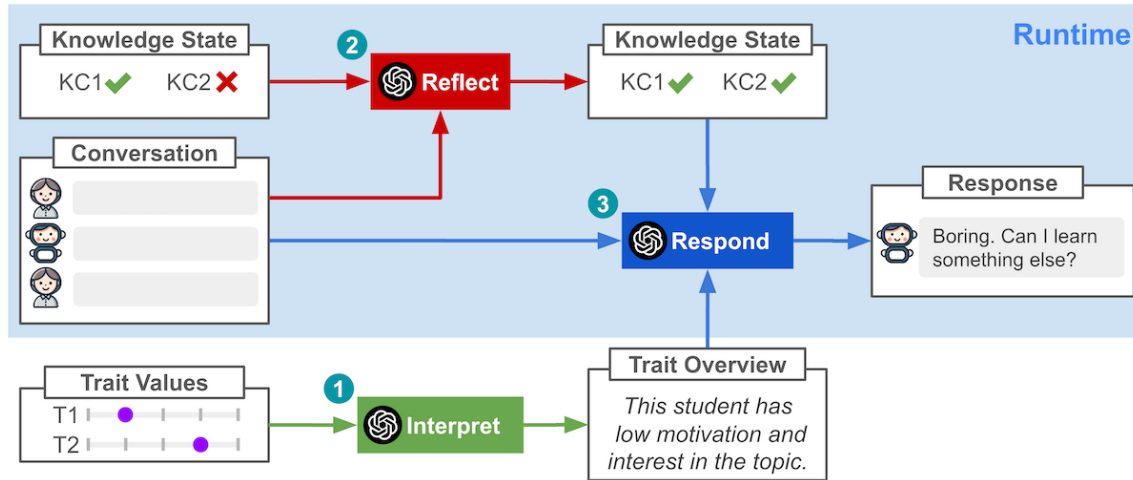 Runtime
Knowledge State
KC1 KC2
2
Reflect
Knowledge State
KC1 KC2
Conversation
3
Respond
Response
Boring. Can I learn
something else?
Trait Values
T1
T2
1
Interpret
Trait Overview
This student has
low motivation and
interest in the topic.